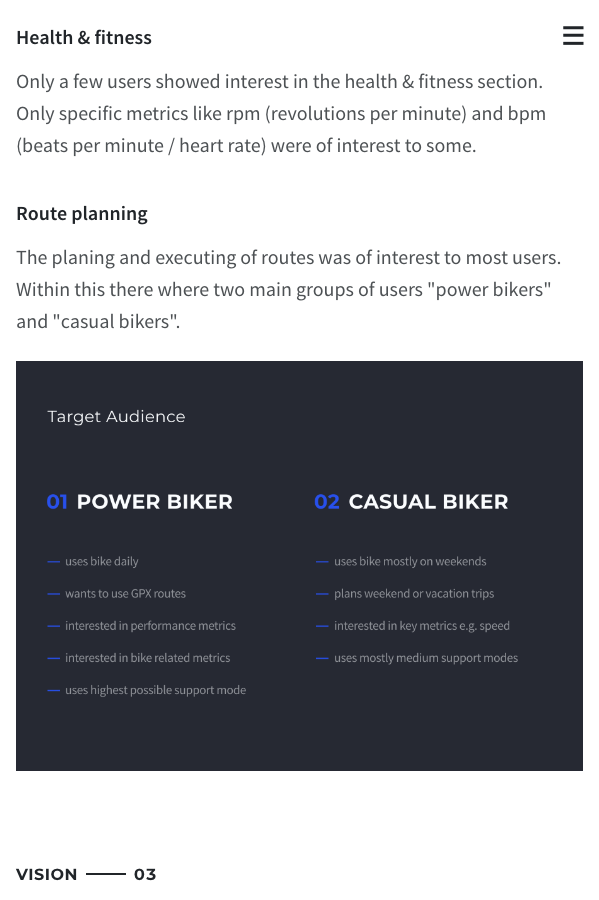 Health & fitness
Only a few users showed interest in the health & fitness section.
Only specific metrics like rpm (revolutions per minute) and bpm
(beats per minute / heart rate) were of interest to some.
Route planning
The planing and executing of routes was of interest to most users.
Within this there where two main groups of users "power bikers"
and "casual bikers".
Target Audience
01 POWER BIKER
— uses bike daily
— wants to use GPX routes
— interested in performance metrics
— interested in bike related metrics
— uses highest possible support mode
02 CASUAL BIKER
— uses bike mostly on weekends
— plans weekend or vacation trips
— interested in key metrics e.g. speed
— uses mostly medium support modes
VISION — 03